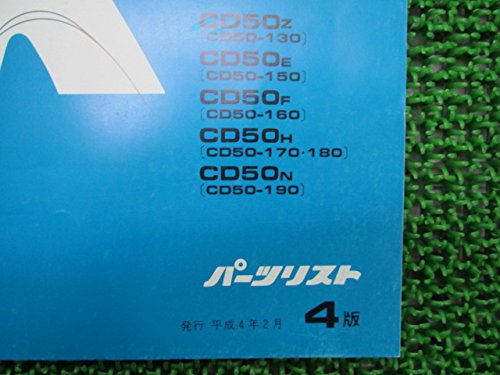 CD50Z
〔CD50-130〕
CD50E
〔CD50-150〕
CD50F
〔CD50-160〕
CD50H
〔CD50-170・180〕
CD50N
〔CD50-190〕
パーツリスト
発行 平成4年2月 4版